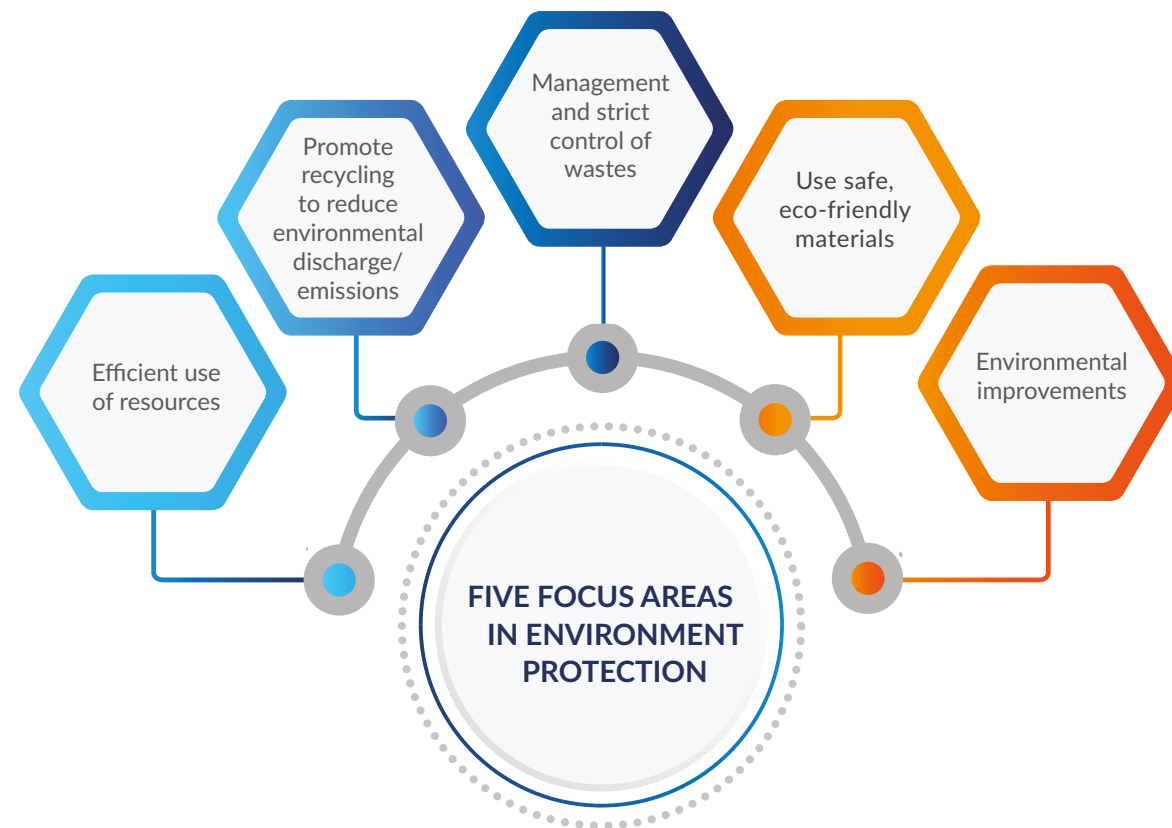 Management
and strict
control of
wastes
Promote
recycling
to reduce
environmental
discharge/
emissions
Use safe,
eco-friendly
materials
Efficient use
of resources
Environmental
improvements
FIVE FOCUS AREAS
IN ENVIRONMENT
PROTECTION